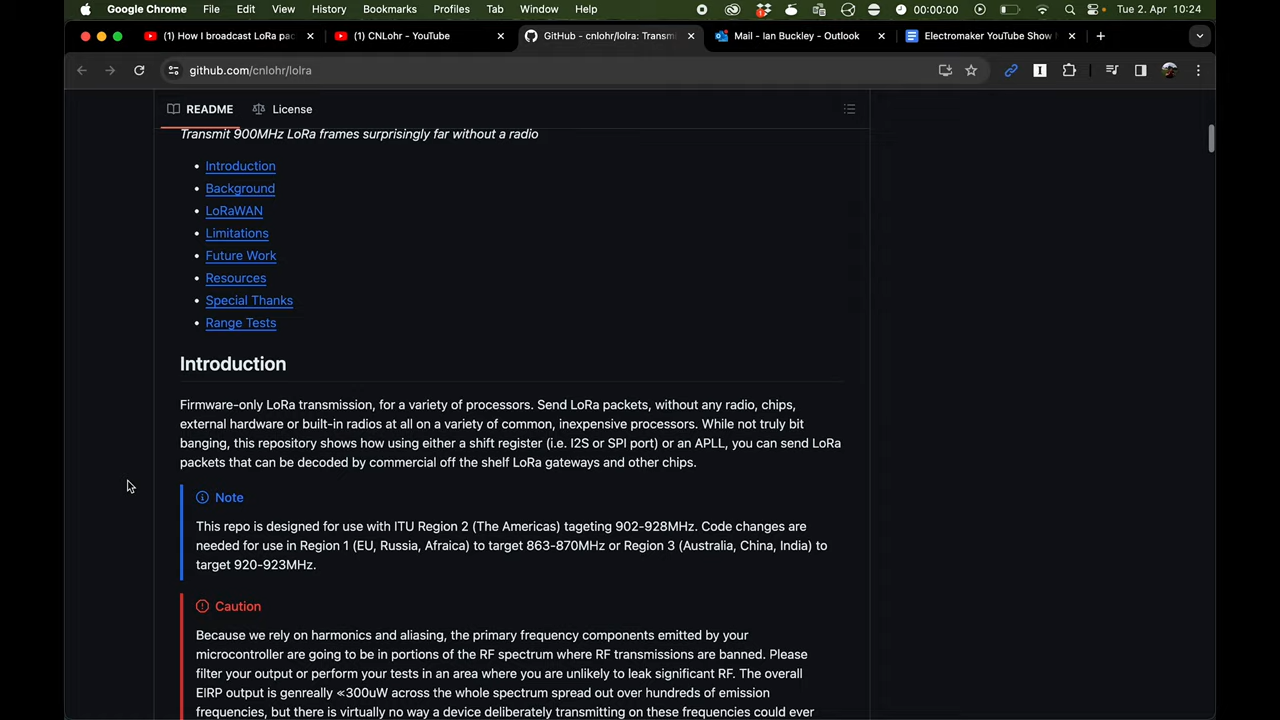 Google Chrome File Edit View History Bookmarks Profiles Tab Window Help 00:00:00 Tue 2. Apr 10:24
(1) How I broadcast LoRa pac (1) CNLohr - YouTube GitHub - cnlohr/lolra: Transmi Mail - Ian Buckley - Outlook Electromaker YouTube Show
github.com/cnlohr/lolra
README License
Transmit 900MHz LoRa frames surprisingly far without a radio
• Introduction
• Background
• LoRaWAN
• Limitations
• Future Work
• Resources
• Special Thanks
• Range Tests
Introduction
Firmware-only LoRa transmission, for a variety of processors. Send LoRa packets, without any radio, chips,
external hardware or built-in radios at all on a variety of common, inexpensive processors. While not truly bit
banging, this repository shows how using either a shift register (i.e. I2S or SPI port) or an APLL, you can send LoRa
packets that can be decoded by commercial off the shelf LoRa gateways and other chips.
Note
This repo is designed for use with ITU Region 2 (The Americas) tageting 902-928MHz. Code changes are
needed for use in Region 1 (EU, Russia, Afraica) to target 863-870MHz or Region 3 (Australia, China, India) to
target 920-923MHz.
Caution
Because we rely on harmonics and aliasing, the primary frequency components emitted by your
microcontroller are going to be in portions of the RF spectrum where RF transmissions are banned. Please
filter your output or perform your tests in an area where you are unlikely to leak significant RF. The overall
EIRP output is genreally ≪300uW across the whole spectrum spread out over hundreds of emission
frequencies, but there is virtually no way a device deliberately transmitting on these frequencies could ever